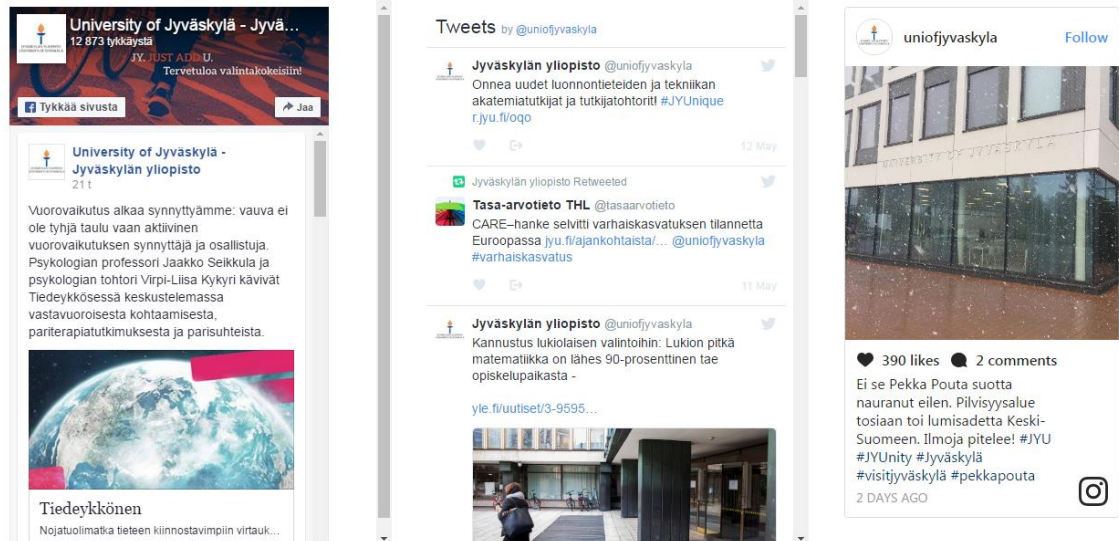 University of Jyväskylä - Jyvä...
12 873 tykkäystä
JY. JUST ADD U.
Tervetuloa valintakokeisiin!
Tykkää sivusta
Jaa
University of Jyväskylä -
Jyväskylän yliopisto
21 t
Vuorovaikutus alkaa synnyttyämme: vauva ei
ole tyhjä taulu vaan aktiivinen
vuorovaikutuksen synnyttäjä ja osallistuja.
Psykologian professori Jaakko Seikkula ja
psykologian tohtori Virpi-Liisa Kykyri kävivät
Tiedeykkösessä keskustelemassa
vastavuoroisesta kohtaamisesta,
pariterapiatutkimuksesta ja parisuhteista.
Tiedeykkönen
Nojatuolimatka tieteen kiinnostavimpiin virtauk...
Tweets by @uniofjyvaskyla
Jyväskylän yliopisto @uniofjyvaskyla
Onnea uudet luonnontieteiden ja tekniikan
akatemiatutkijat ja tutkijatohtorit! #JYUnique
r.jyu.fi/oqo
12 May
Jyväskylän yliopisto Retweeted
Tasa-arvotieto THL @tasaarvotieto
CARE–hanke selvitti varhaiskasvatuksen tilannetta
Euroopassa jyu.fi/ajankohtaista/... @uniofjyvaskyla
#varhaiskasvatus
11 May
Jyväskylän yliopisto @uniofjyvaskyla
Kannustus lukiolaisen valintoihin: Lukion pitkä
matematiikka on lähes 90-prosenttinen tae
opiskelupaikasta -
yle.fi/uutiset/3-9595...
uniofjyvaskyla
Follow
UNIVERSITY OF JYVÄSKYLÄ
390 likes 2 comments
Ei se Pekka Pouta suotta
nauranut eilen. Pilvisyysalue
tosiaan toi lumisadetta Keski-
Suomeen. Ilmoja pitelee! #JYU
#JYUnity #Jyväskylä
#visitjyväskylä #pekkapouta
2 DAYS AGO